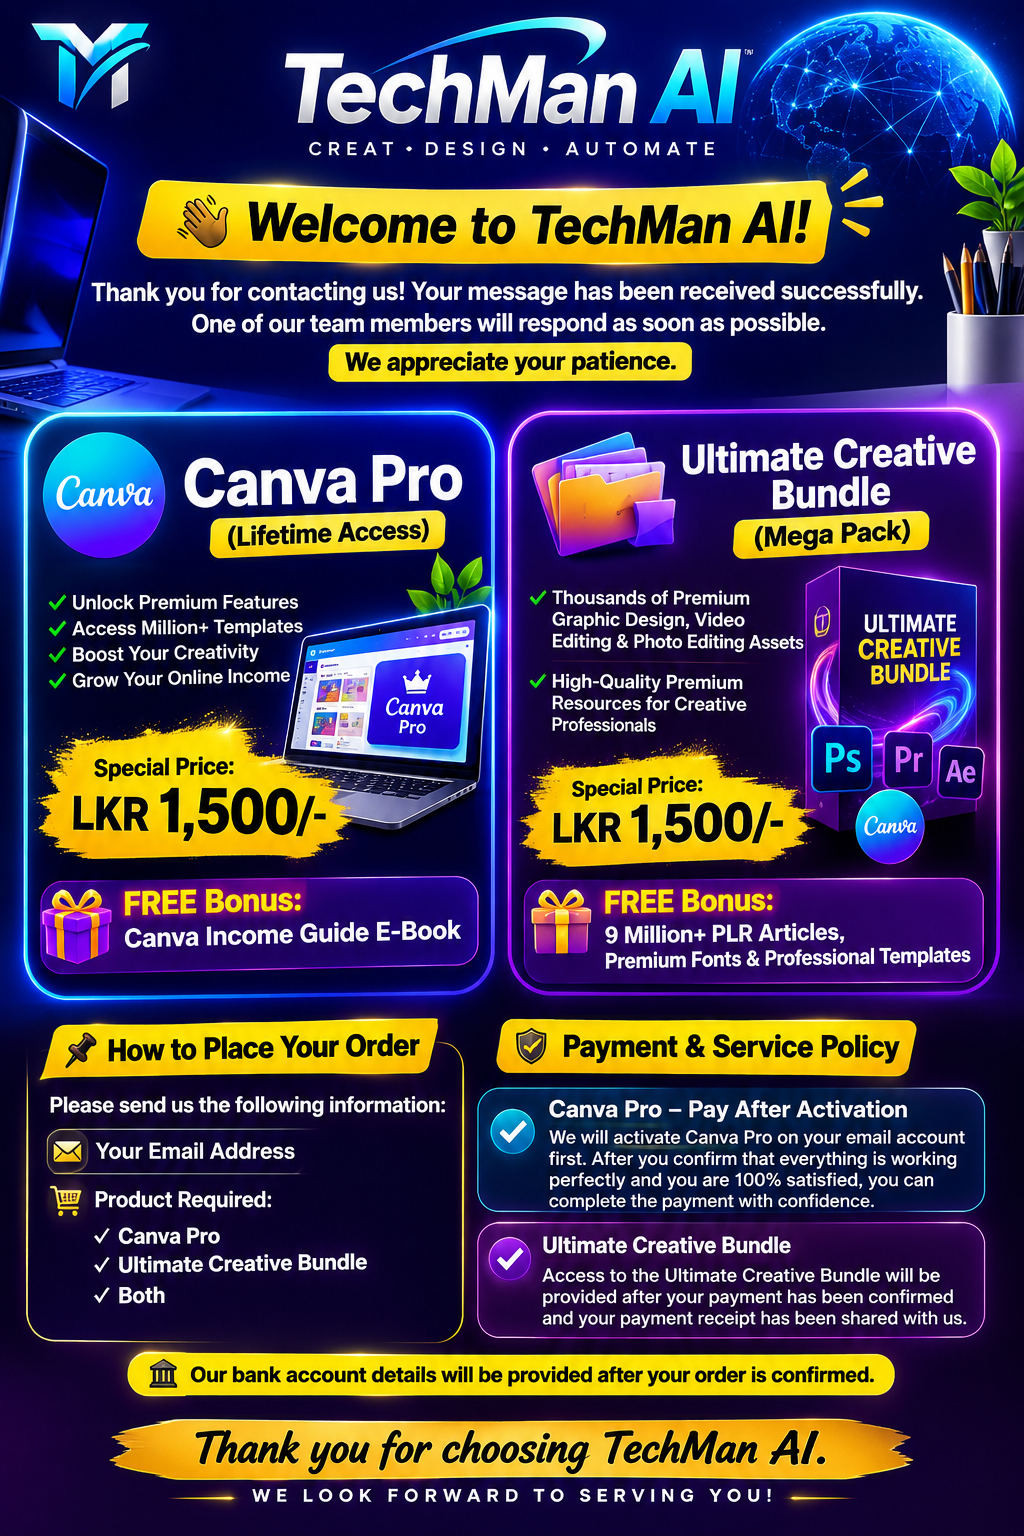 TechMan AI™
CREAT • DESIGN • AUTOMATE
Welcome to TechMan AI!
Thank you for contacting us! Your message has been received successfully.
One of our team members will respond as soon as possible.
We appreciate your patience.
Canva
Canva Pro
(Lifetime Access)
Unlock Premium Features
Access Million+ Templates
Boost Your Creativity
Grow Your Online Income
Canva
Pro
Special Price:
LKR 1,500/-
FREE Bonus:
Canva Income Guide E-Book
Ultimate Creative
Bundle
(Mega Pack)
Thousands of Premium
Graphic Design, Video
Editing & Photo Editing Assets
High-Quality Premium
Resources for Creative
Professionals
ULTIMATE
CREATIVE
BUNDLE
Ps
Pr
Ae
Canva
Special Price:
LKR 1,500/-
FREE Bonus:
9 Million+ PLR Articles,
Premium Fonts & Professional Templates
How to Place Your Order
Please send us the following information:
Your Email Address
Product Required:
✓ Canva Pro
✓ Ultimate Creative Bundle
✓ Both
Payment & Service Policy
Canva Pro – Pay After Activation
We will activate Canva Pro on your email account
first. After you confirm that everything is working
perfectly and you are 100% satisfied, you can
complete the payment with confidence.
Ultimate Creative Bundle
Access to the Ultimate Creative Bundle will be
provided after your payment has been confirmed
and your payment receipt has been shared with us.
Our bank account details will be provided after your order is confirmed.
Thank you for choosing TechMan AI.
WE LOOK FORWARD TO SERVING YOU!